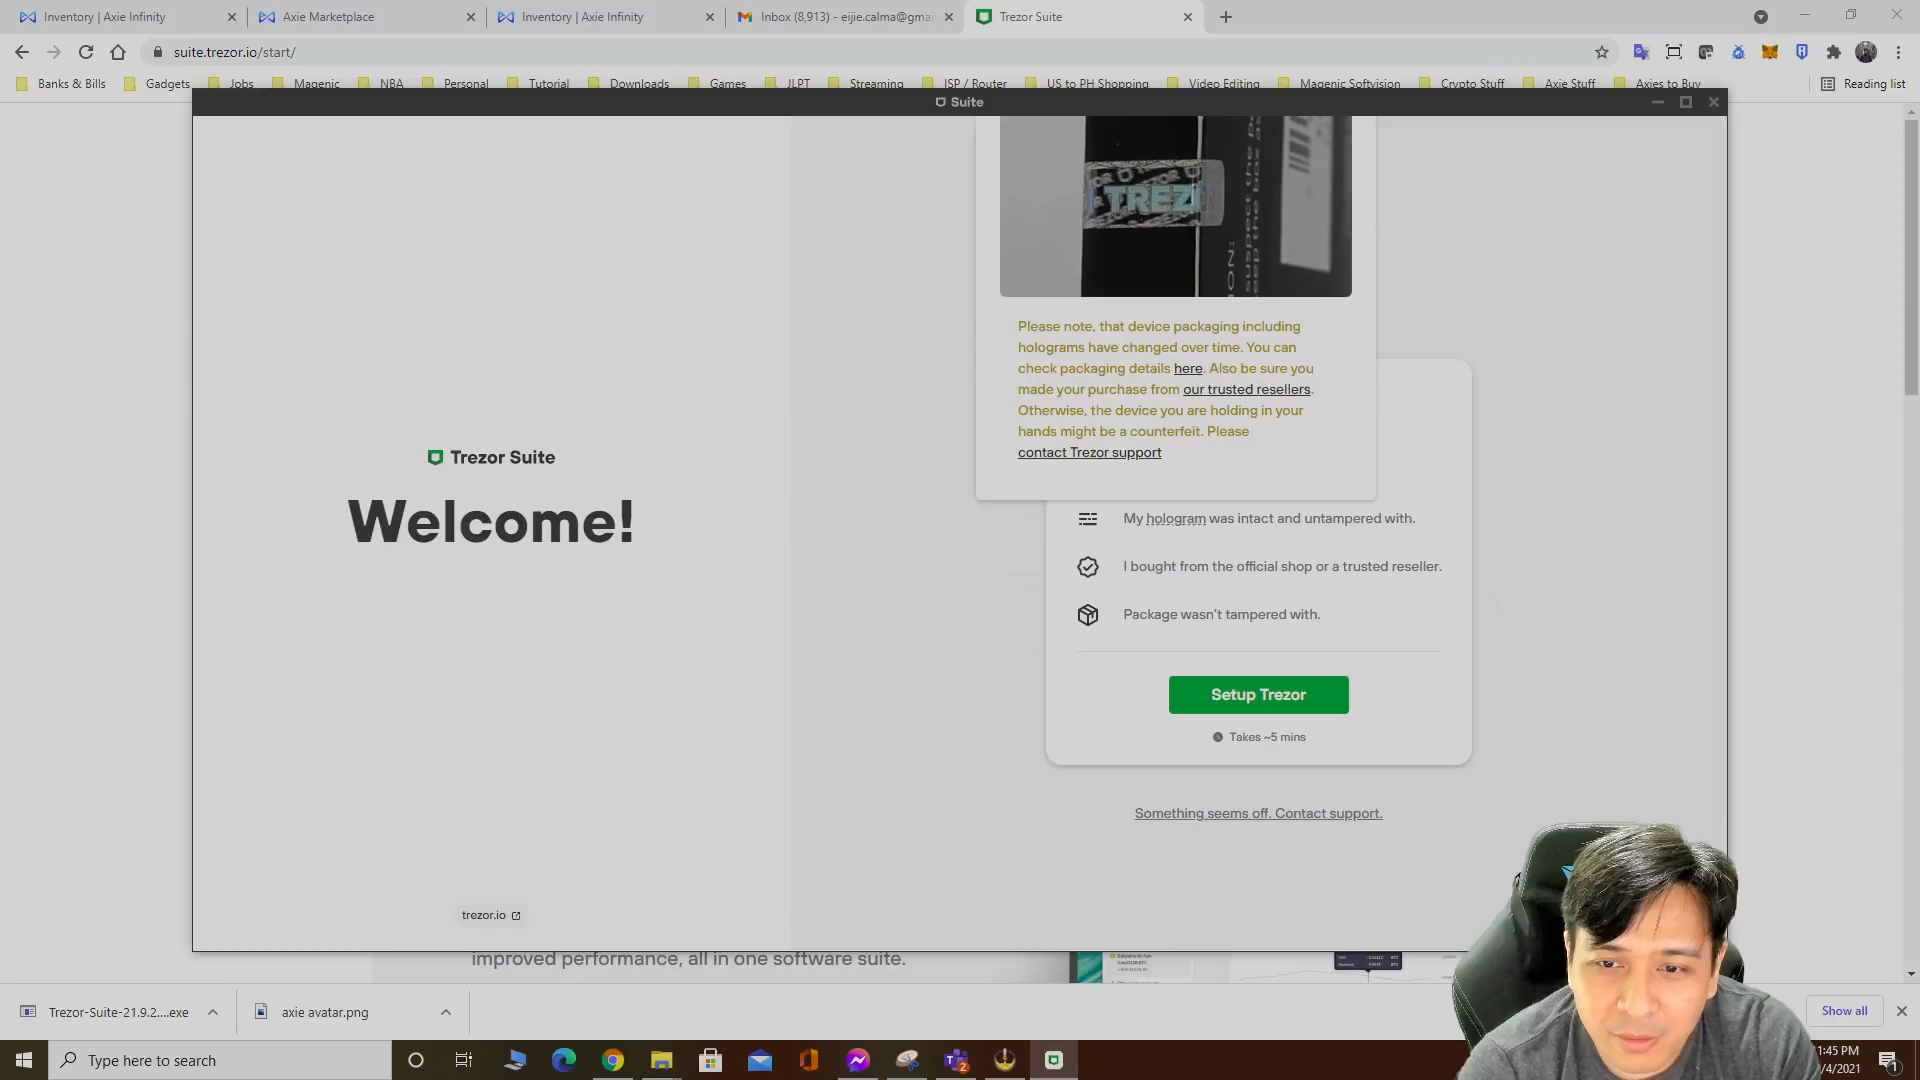 Inventory | Axie Infinity
Axie Marketplace
Inventory | Axie Infinity
Inbox (8,913) - eijie.calma@gma
Trezor Suite
suite.trezor.io/start/
Banks & Bills
Gadgets
Jobs
Magenic
NBA
Personal
Tutorial
Downloads
Games
JLPT
Streaming
ISP / Router
US to PH Shopping
Video Editing
Magenic Softvision
Crypto Stuff
Axie Stuff
Axies to Buy
Reading list
Suite
TREZ
Please note, that device packaging including
holograms have changed over time. You can
check packaging details here. Also be sure you
made your purchase from our trusted resellers.
Otherwise, the device you are holding in your
hands might be a counterfeit. Please
contact Trezor support
Trezor Suite
Welcome!
My hologram was intact and untampered with.
I bought from the official shop or a trusted reseller.
Package wasn't tampered with.
Setup Trezor
Takes ~5 mins
Something seems off. Contact support.
trezor.io
improved performance, all in one software suite.
Trezor-Suite-21.9.2....exe
axie avatar.png
Show all
Type here to search
2
1:45 PM
/4/2021
1